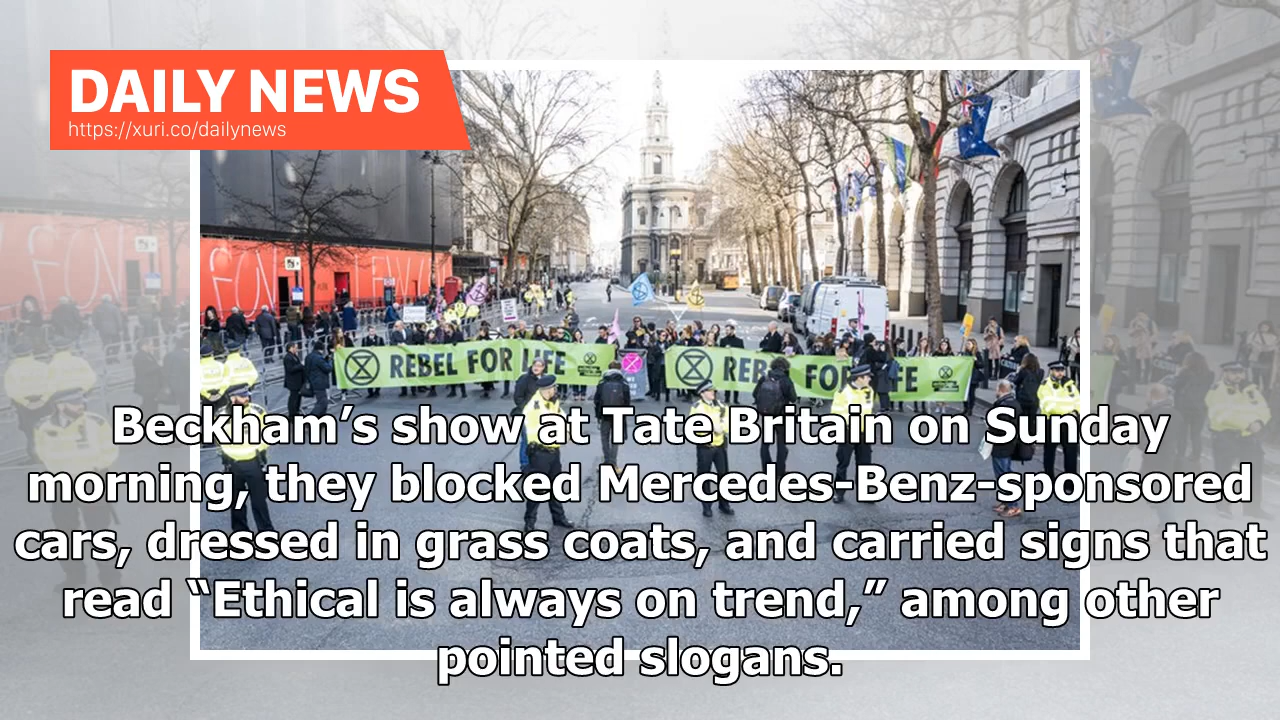 DAILY NEWS
https://xuri.co/dailynews
REBEL FOR LIFE
REBEL FOR LIFE
Beckham’s show at Tate Britain on Sunday
morning, they blocked Mercedes-Benz-sponsored
cars, dressed in grass coats, and carried signs that
read “Ethical is always on trend,” among other
pointed slogans.